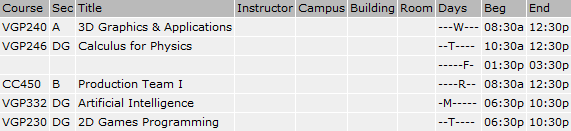 Course Sec Title Instructor Campus Building Room Days Beg End
VGP240 A 3D Graphics & Applications ---W--- 08:30a 12:30p
VGP246 DG Calculus for Physics --T---- 10:30a 12:30p
-----F- 01:30p 03:30p
CC450 B Production Team I ----R-- 08:30a 12:30p
VGP332 DG Artificial Intelligence -M----- 06:30p 10:30p
VGP230 DG 2D Games Programming --T---- 06:30p 10:30p